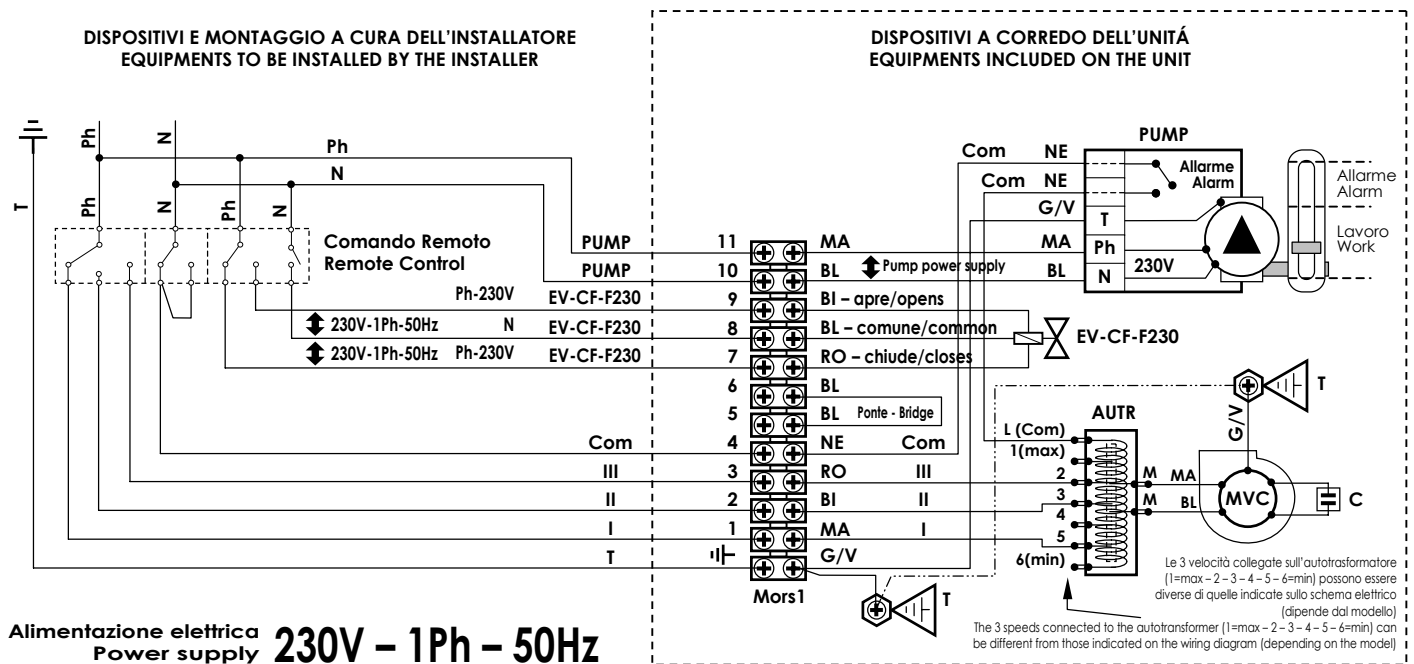 DISPOSITIVI E MONTAGGIO A CURA DELL'INSTALLATORE
EQUIPMENTS TO BE INSTALLED BY THE INSTALLER
DISPOSITIVI A CORREDO DELL'UNITÁ
EQUIPMENTS INCLUDED ON THE UNIT
T
Ph
N
Ph
N
Ph
N
Ph
N
Comando Remoto
Remote Control
PUMP
PUMP
Ph-230V EV-CF-F230
230V-1Ph-50Hz N EV-CF-F230
230V-1Ph-50Hz Ph-230V EV-CF-F230
Com
III
II
I
T
11
10
9
8
7
6
5
4
3
2
1
Mors1
MA
BL
Pump power supply
BI – apre/opens
BL – comune/common
RO – chiude/closes
BL
BL Ponte - Bridge
NE Com
RO III
BI II
MA I
G/V
Com NE
Com NE
G/V
MA
BL
PUMP
Allarme
Alarm
T
Ph
N
230V
Allarme
Alarm
Lavoro
Work
EV-CF-F230
T
G/V
AUTR
L (Com)
1(max)
2
3
4
5
6(min)
M MA
M BL
MVC
C
T
Le 3 velocità collegate sull'autotrasformatore
(1=max – 2 – 3 – 4 – 5 – 6=min) possono essere
diverse di quelle indicate sullo schema elettrico
(dipende dal modello)
The 3 speeds connected to the autotransformer (1=max – 2 – 3 – 4 – 5 – 6=min) can
be different from those indicated on the wiring diagram (depending on the model)
Alimentazione elettrica
Power supply
230V – 1Ph – 50Hz